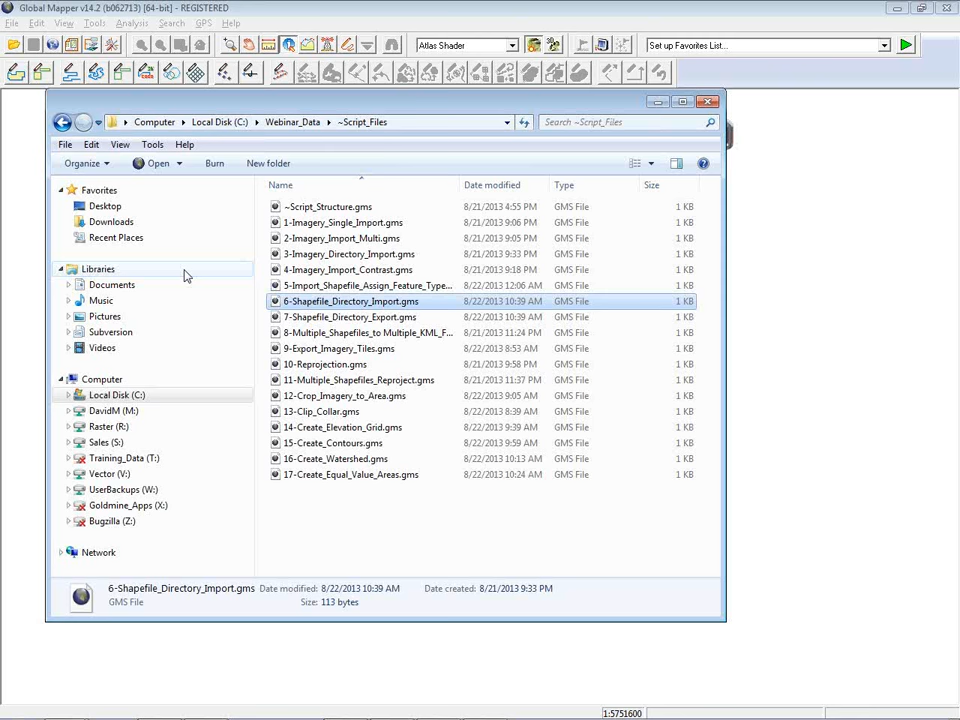 Global Mapper v14.2 (b062713) [64-bit] - REGISTERED
File Edit View Tools Analysis Search GPS Help
Atlas Shader
Set up Favorites List...
Computer Local Disk (C:) Webinar_Data ~Script_Files
Search ~Script_Files
File Edit View Tools Help
Organize Open Burn New folder
Name Date modified Type Size
Favorites
Desktop
Downloads
Recent Places
Libraries
Documents
Music
Pictures
Subversion
Videos
Computer
Local Disk (C:)
DavidM (M:)
Raster (R:)
Sales (S:)
Training_Data (T:)
Vector (V:)
UserBackups (W:)
Goldmine_Apps (X:)
Bugzilla (Z:)
Network
~Script_Structure.gms 8/21/2013 4:55 PM GMS File 1 KB
1-Imagery_Single_Import.gms 8/21/2013 9:06 PM GMS File 1 KB
2-Imagery_Import_Multi.gms 8/21/2013 9:05 PM GMS File 1 KB
3-Imagery_Directory_Import.gms 8/21/2013 9:33 PM GMS File 1 KB
4-Imagery_Import_Contrast.gms 8/21/2013 9:18 PM GMS File 1 KB
5-Import_Shapefile_Assign_Feature_Type... 8/22/2013 12:06 AM GMS File 1 KB
6-Shapefile_Directory_Import.gms 8/22/2013 10:39 AM GMS File 1 KB
7-Shapefile_Directory_Export.gms 8/22/2013 10:39 AM GMS File 1 KB
8-Multiple_Shapefiles_to Multiple_KML_F... 8/21/2013 11:24 PM GMS File 1 KB
9-Export_Imagery_Tiles.gms 8/22/2013 8:53 AM GMS File 1 KB
10-Reprojection.gms 8/21/2013 9:58 PM GMS File 1 KB
11-Multiple_Shapefiles_Reproject.gms 8/21/2013 11:37 PM GMS File 1 KB
12-Crop_Imagery_to_Area.gms 8/22/2013 9:05 AM GMS File 1 KB
13-Clip_Collar.gms 8/22/2013 8:39 AM GMS File 1 KB
14-Create_Elevation_Grid.gms 8/22/2013 9:39 AM GMS File 1 KB
15-Create_Contours.gms 8/22/2013 9:59 AM GMS File 1 KB
16-Create_Watershed.gms 8/22/2013 10:13 AM GMS File 1 KB
17-Create_Equal_Value_Areas.gms 8/22/2013 10:24 AM GMS File 1 KB
6-Shapefile_Directory_Import.gms Date modified: 8/22/2013 10:39 AM Date created: 8/21/2013 9:33 PM
GMS File Size: 113 bytes
1:5751600